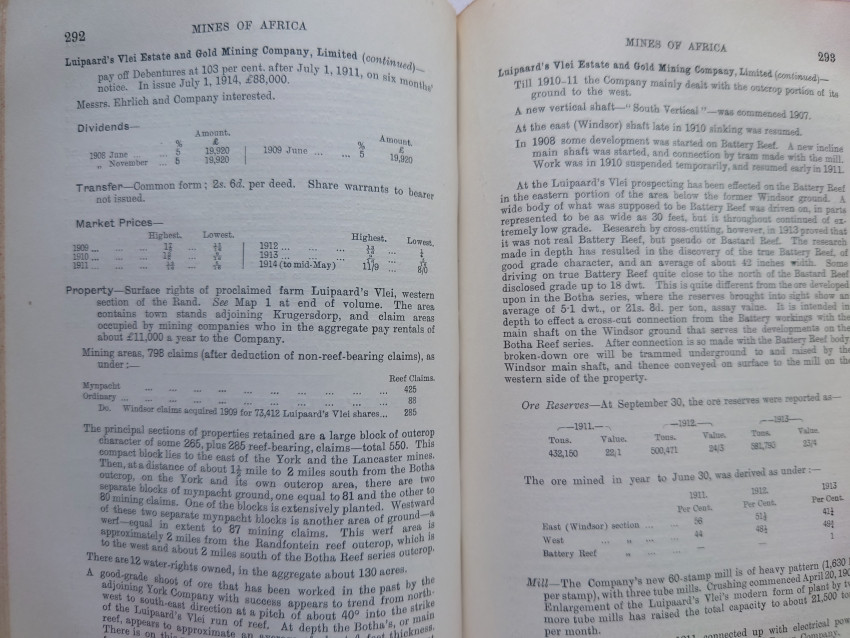 292
MINES OF AFRICA
Luipaard's Vlei Estate and Gold Mining Company, Limited (continued)—
pay off Debentures at 103 per cent. after July 1, 1911, on six months'
notice. In issue July 1, 1914, £88,000.
Messrs. Ehrlich and Company interested.
Dividends—
Amount.
% £
1908 June ... ... 5 19,920
„ November ... 5 19,920
Amount.
% £
1909 June ... ... 5 19,920
Transfer—Common form; 2s. 6d. per deed. Share warrants to bearer
not issued.
Market Prices—
Highest. Lowest.
1909
1910
1911
Highest. Lowest.
1912
1913
1914 (to mid-May) 11/9 ... 8/0
Property—Surface rights of proclaimed farm Luipaard's Vlei, western
section of the Rand. See Map 1 at end of volume. The area
contains town stands adjoining Krugersdorp, and claim areas
occupied by mining companies who in the aggregate pay rentals of
about £11,000 a year to the Company.
Mining areas, 798 claims (after deduction of non-reef-bearing claims), as
under:—
Reef Claims.
Mynpacht ... ... ... ... ... ... 425
Ordinary ... ... ... ... ... ... 88
Do. Windsor claims acquired 1909 for 73,412 Luipaard's Vlei shares... 285
The principal sections of properties retained are a large block of outcrop
character of some 265, plus 285 reef-bearing, claims—total 550. This
compact block lies to the east of the York and the Lancaster mines.
Then, at a distance of about 1½ mile to 2 miles south from the Botha
outcrop, on the York and its own outcrop area, there are two
separate blocks of mynpacht ground, one equal to 81 and the other to
80 mining claims. One of the blocks is extensively planted. Westward
of these two separate mynpacht blocks is another area of ground—a
werf—equal in extent to 87 mining claims. This werf area is
approximately 2 miles from the Randfontein reef outcrop, which is
to the west and about 2 miles south of the Botha Reef series outcrop.
There are 12 water-rights owned, in the aggregate about 130 acres.
A good-grade shoot of ore that has been worked in the past by the
adjoining York Company with success appears to trend from north-
west to south-east direction at a pitch of about 40° into the strike
of the Luipaard's Vlei run of reef. At depth the Botha's, or main
reef, appears to approximate an average of feet thickness.
There is on this
MINES OF AFRICA
293
Luipaard's Vlei Estate and Gold Mining Company, Limited (continued)—
Till 1910-11 the Company mainly dealt with the outcrop portion of its
ground to the west.
A new vertical shaft—"South Vertical"—was commenced 1907.
At the east (Windsor) shaft late in 1910 sinking was resumed.
In 1908 some development was started on Battery Reef. A new incline
main shaft was started, and connection by tram made with the mill.
Work was in 1910 suspended temporarily, and resumed early in 1911.
At the Luipaard's Vlei prospecting has been effected on the Battery Reef
in the eastern portion of the area below the former Windsor ground. A
wide body of what was supposed to be Battery Reef was driven on, in parts
represented to be as wide as 30 feet, but is throughout continued of ex-
tremely low grade. Research by cross-cutting, however, in 1913 proved that
it was not real Battery Reef, but pseudo or Bastard Reef. The research
made in depth has resulted in the discovery of the true Battery Reef, of
good grade character, and an average of about 42 inches width. Some
driving on true Battery Reef quite close to the north of the Bastard Reef
disclosed grade up to 18 dwt. This is quite different from the ore developed
upon in the Botha series, where the reserves brought into sight show an
average of 5·1 dwt., or 21s. 8d. per ton, assay value. It is intended in
depth to effect a cross-cut connection from the Battery workings with the
main shaft on the Windsor ground that serves the developments on the
Botha Reef series. After connection is so made with the Battery Reef body
broken-down ore will be trammed underground to and raised by the
Windsor main shaft, and thence conveyed on surface to the mill on the
western side of the property.
Ore Reserves—At September 30, the ore reserves were reported as—
—1911.— —1912.— —1913.—
Tons. Value. Tons. Value. Tons. Value.
432,150 22/1 500,471 24/3 23/4
The ore mined in year to June 30, was derived as under:—
1911. 1912. 1913
Per Cent. Per Cent. Per Cent.
East (Windsor) section ... ... 56 51½ 41½
West ... „ ... 44 48½
Battery Reef „ ... — — 1
Mill—The Company's new 60-stamp mill is of heavy pattern (1,630
per stamp), with three tube mills. Crushing commenced April 20,
Enlargement of the Luipaard's Vlei's modern form of plant by
more tube mills has raised the total capacity to about 21,500
per month.
1911 connected up with electrical
Company.